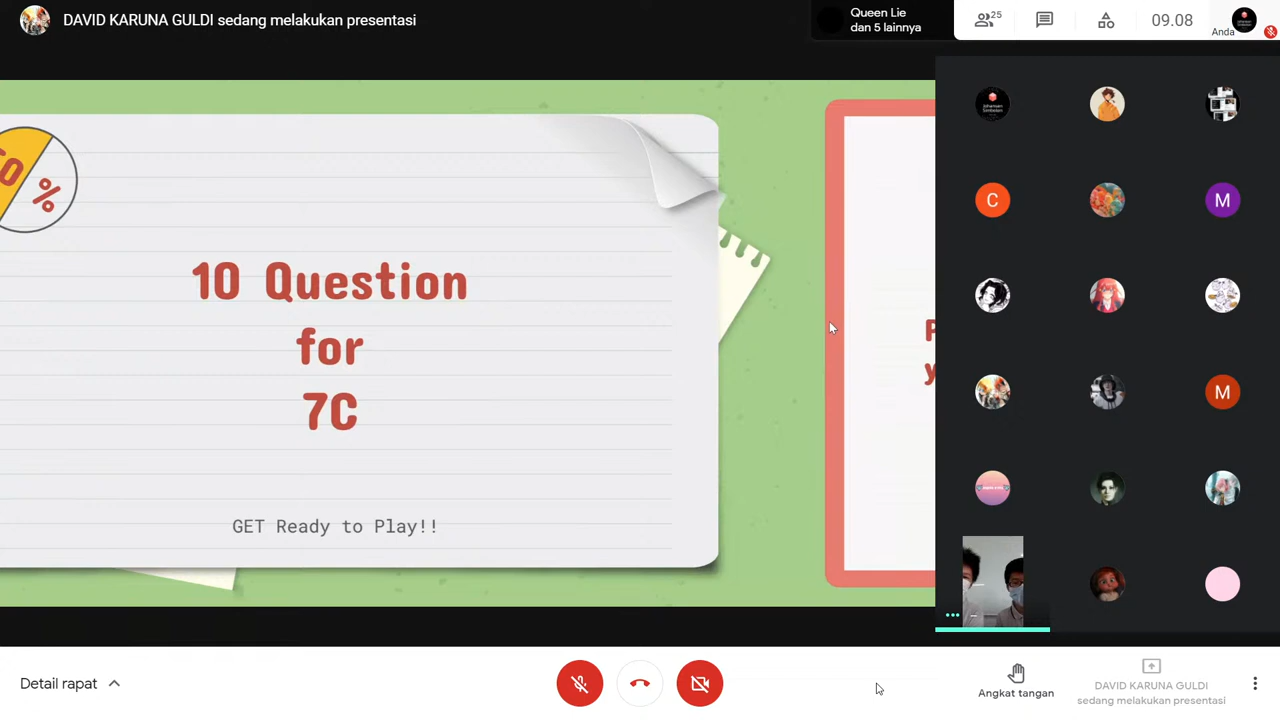 DAVID KARUNA GULDI sedang melakukan presentasi
Queen Lie
dan 5 lainnya
25
09.08
Anda
%
10 Question
for
7C
GET Ready to Play!!
C
M
M
Detail rapat
Angkat tangan
DAVID KARUNA GULDI
sedang melakukan presentasi